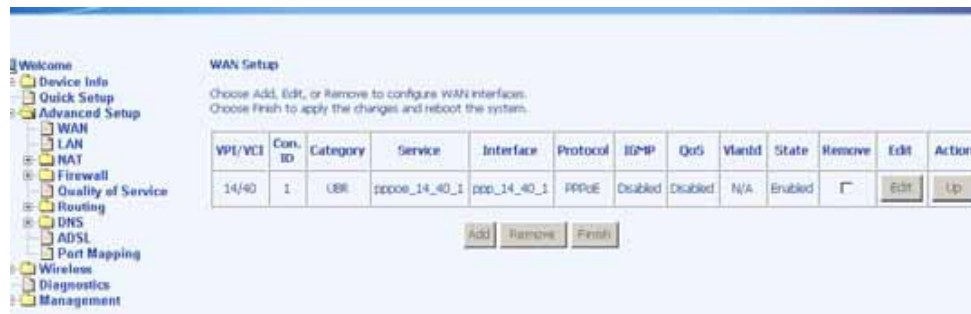 Welcome
Device Info
Quick Setup
Advanced Setup
WAN
LAN
NAT
Firewall
Quality of Service
Routing
DNS
ADSL
Port Mapping
Wireless
Diagnostics
Management
WAN Setup
Choose Add, Edit, or Remove to configure WAN interfaces.
Choose Finish to apply the changes and reboot the system.
VPI/VCI Con. ID Category Service Interface Protocol IGMP QoS VlanId State Remove Edit Action
14/40 1 UBR pppoe_14_40_1 ppp_14_40_1 PPPoE Disabled Disabled N/A Enabled Edit Up
Add Remove Finish